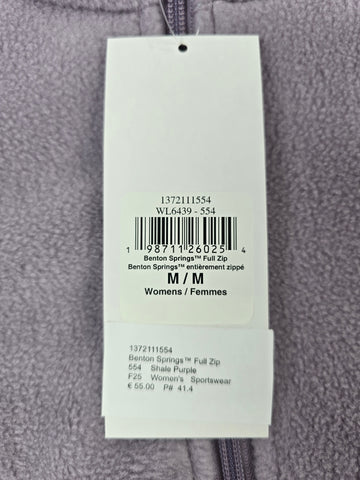 1372111554
WL6439 - 554
1 98711 26025 4
Benton Springs™ Full Zip
Benton Springs™ entièrement zippé
M / M
Womens / Femmes
1372111554
Benton Springs™ Full Zip
554 Shale Purple
F25 Women's Sportswear
€ 55.00 P# 41.4